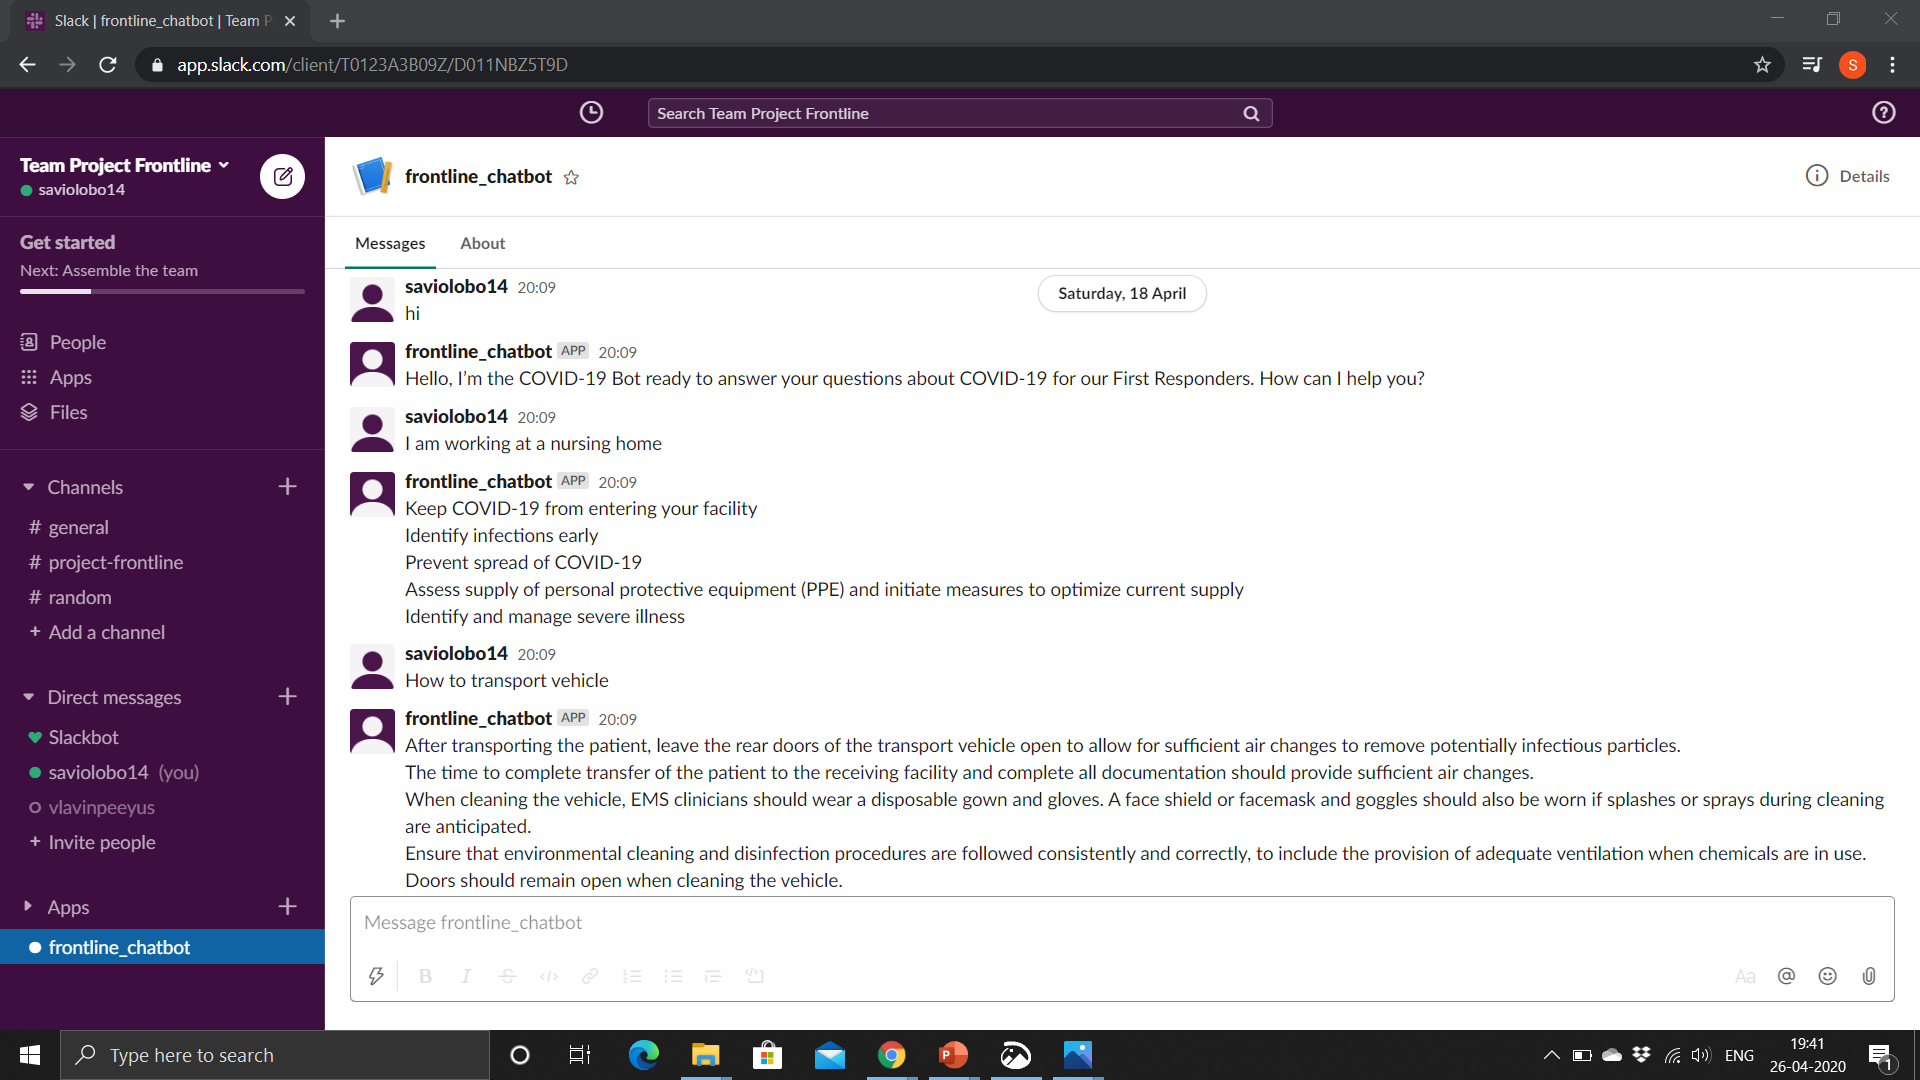 Slack | frontline_chatbot | Team P
app.slack.com/client/T0123A3B09Z/D011NBZ5T9D
S
Search Team Project Frontline
Team Project Frontline
saviolobo14
Get started
Next: Assemble the team
People
Apps
Files
Channels
# general
# project-frontline
# random
+ Add a channel
Direct messages
Slackbot
saviolobo14 (you)
vlavinpeeyus
+ Invite people
Apps
frontline_chatbot
frontline_chatbot
Details
Messages About
Saturday, 18 April
saviolobo14 20:09
hi
frontline_chatbot APP 20:09
Hello, I'm the COVID-19 Bot ready to answer your questions about COVID-19 for our First Responders. How can I help you?
saviolobo14 20:09
I am working at a nursing home
frontline_chatbot APP 20:09
Keep COVID-19 from entering your facility
Identify infections early
Prevent spread of COVID-19
Assess supply of personal protective equipment (PPE) and initiate measures to optimize current supply
Identify and manage severe illness
saviolobo14 20:09
How to transport vehicle
frontline_chatbot APP 20:09
After transporting the patient, leave the rear doors of the transport vehicle open to allow for sufficient air changes to remove potentially infectious particles.
The time to complete transfer of the patient to the receiving facility and complete all documentation should provide sufficient air changes.
When cleaning the vehicle, EMS clinicians should wear a disposable gown and gloves. A face shield or facemask and goggles should also be worn if splashes or sprays during cleaning
are anticipated.
Ensure that environmental cleaning and disinfection procedures are followed consistently and correctly, to include the provision of adequate ventilation when chemicals are in use.
Doors should remain open when cleaning the vehicle.
Message frontline_chatbot
B I S Aa @
Type here to search
P
ENG
19:41
26-04-2020
1